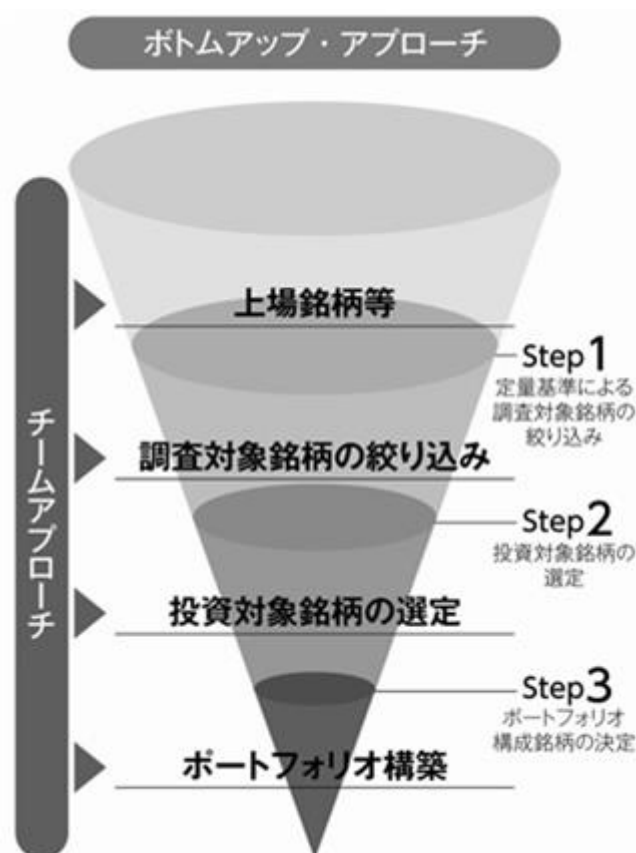 ボトムアップ・アプローチ
チームアプローチ
上場銘柄等
Step1
定量基準による
調査対象銘柄の
絞り込み
調査対象銘柄の絞り込み
Step2
投資対象銘柄の
選定
投資対象銘柄の選定
Step3
ポートフォリオ
構成銘柄の決定
ポートフォリオ構築